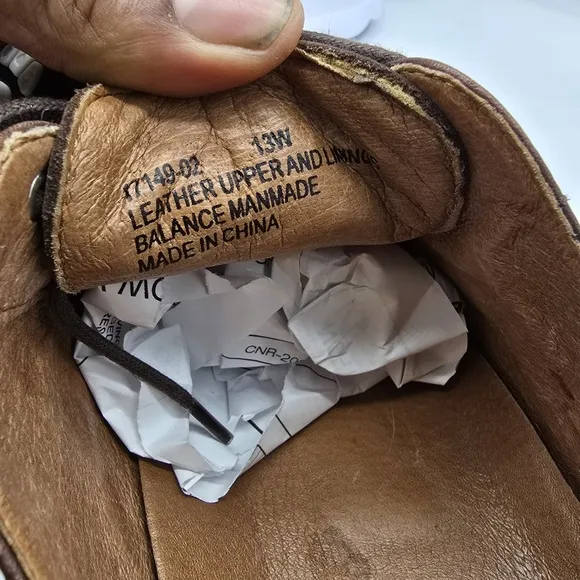 17149-02 13W
LEATHER UPPER AND LINING
BALANCE MANMADE
MADE IN CHINA
CNR-20